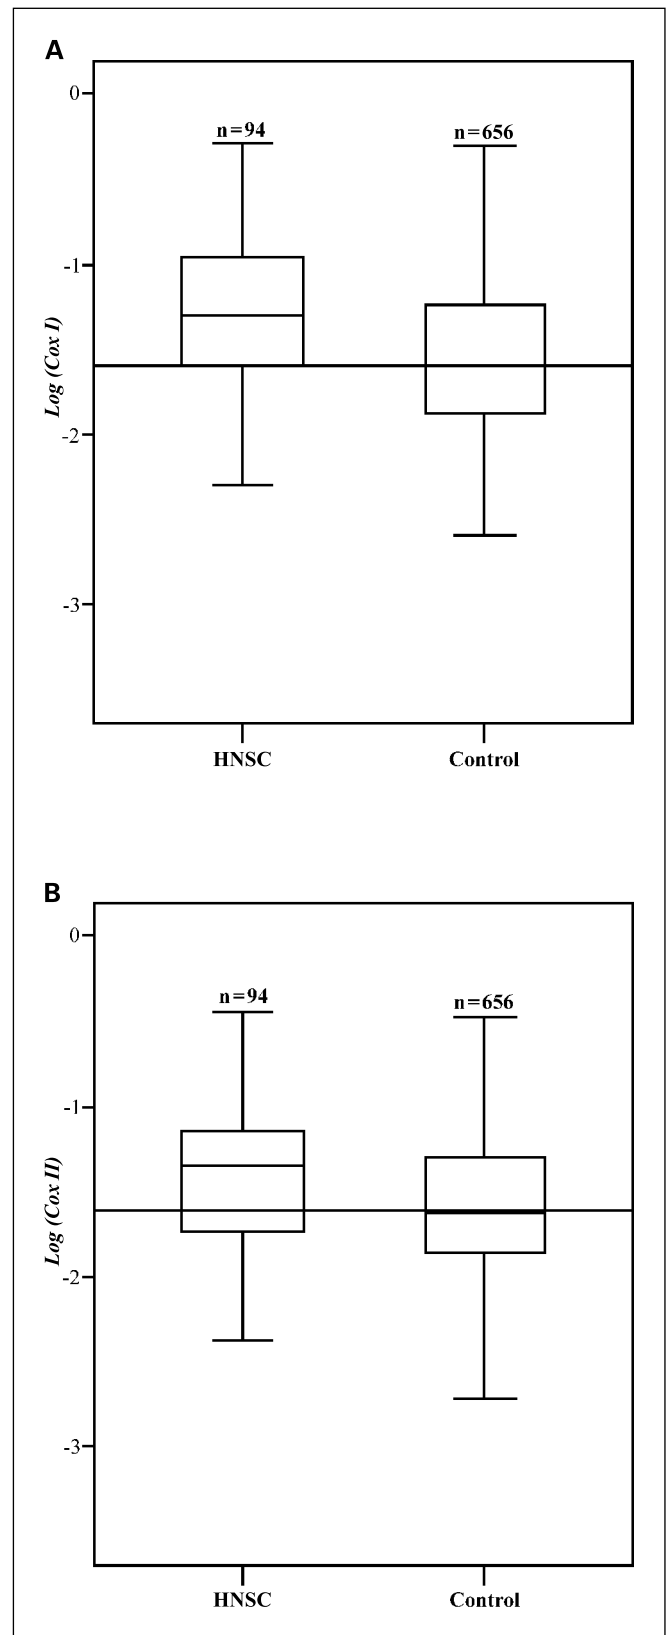 A
0
n=94
n=656
-1
Log (Cox I)
-2
-3
HNSC Control
B
0
n=94
n=656
-1
Log (Cox II)
-2
-3
HNSC Control